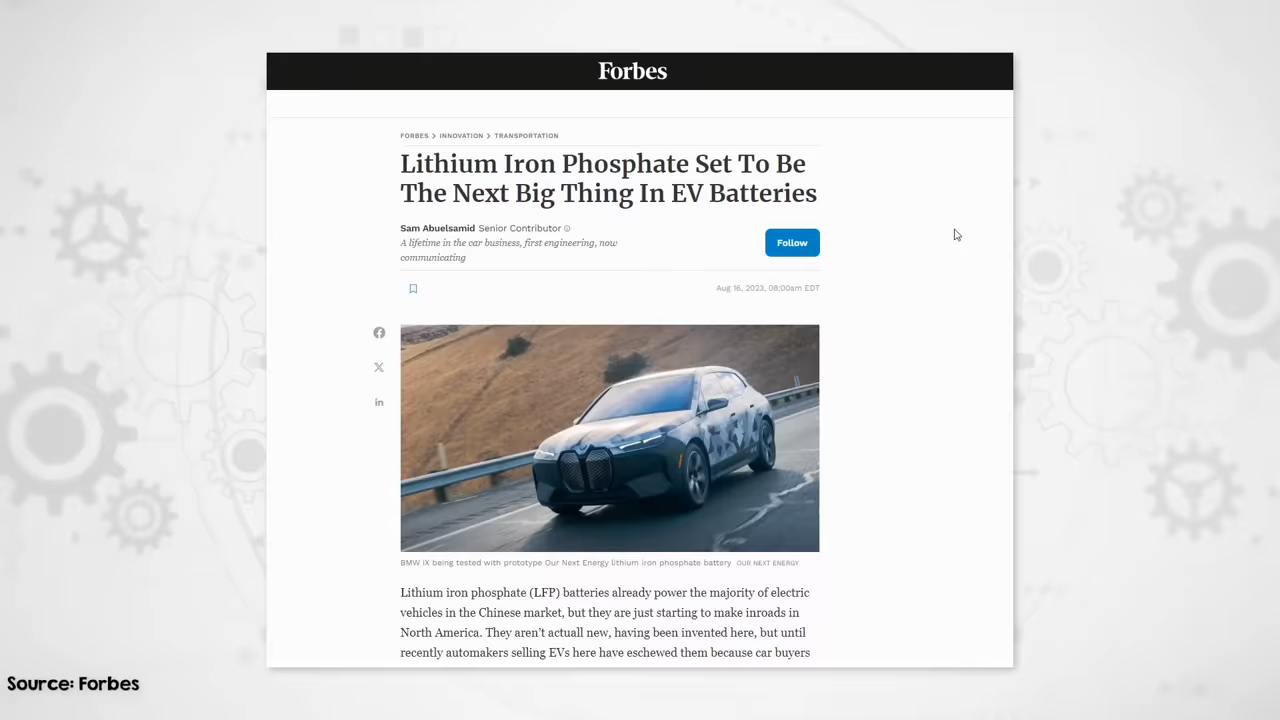 Forbes
FORBES > INNOVATION > TRANSPORTATION
Lithium Iron Phosphate Set To Be
The Next Big Thing In EV Batteries
Sam Abuelsamid Senior Contributor
A lifetime in the car business, first engineering, now
communicating
Follow
Aug 16, 2023, 08:00am EDT
BMW iX being tested with prototype Our Next Energy lithium iron phosphate battery OUR NEXT ENERGY
Lithium iron phosphate (LFP) batteries already power the majority of electric
vehicles in the Chinese market, but they are just starting to make inroads in
North America. They aren't actuall new, having been invented here, but until
recently automakers selling EVs here have eschewed them because car buyers
Source: Forbes